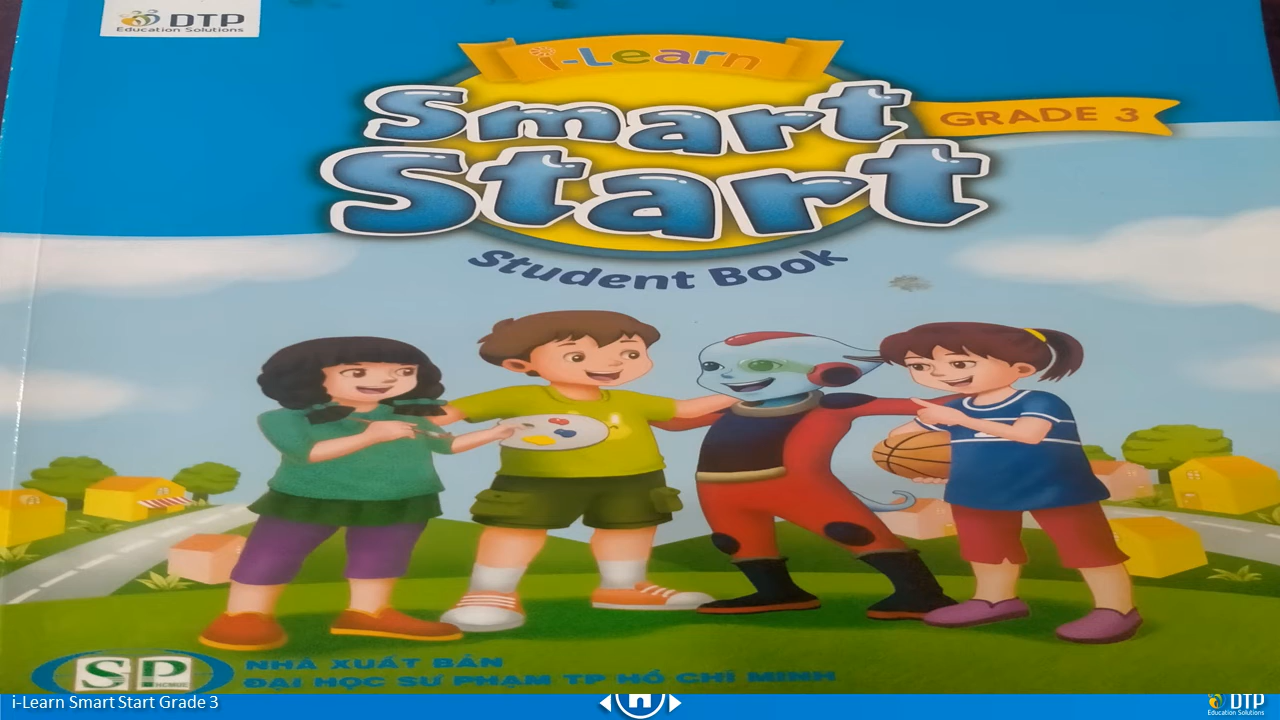 DTP
Education Solutions
i-Learn
Smart
GRADE 3
Start
Student Book
SP
HCMUE
NHÀ XUẤT BẢN
ĐẠI HỌC SƯ PHẠM TP HỒ CHÍ MINH
i-Learn Smart Start Grade 3
DTP
Education Solutions